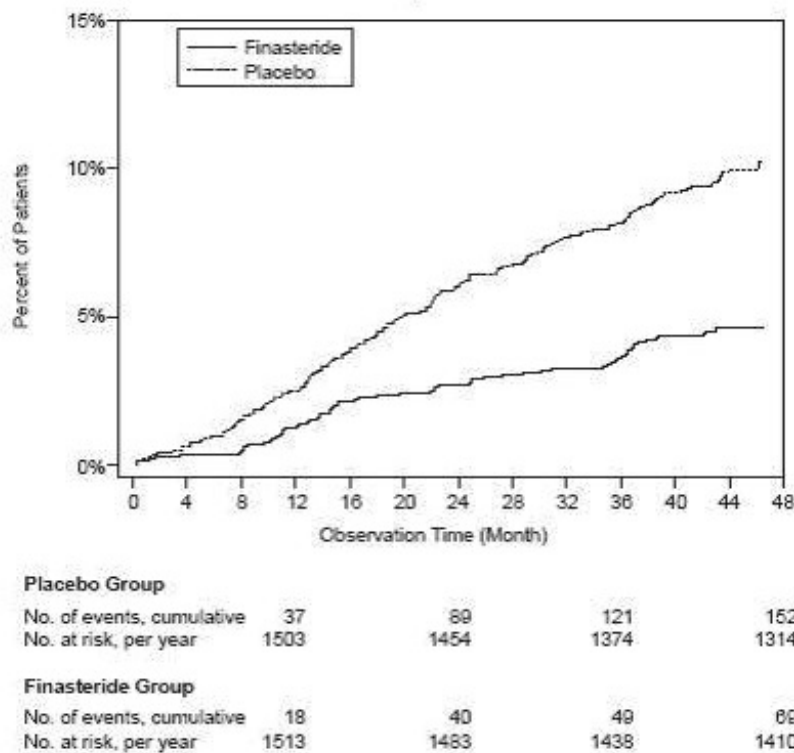 15%
Finasteride
Placebo
10%
Percent of Patients
5%
0%
0 4 8 12 16 20 24 28 32 36 40 44 48
Observation Time (Month)
Placebo Group
No. of events, cumulative 37 89 121 152
No. at risk, per year 1503 1454 1374 1314
Finasteride Group
No. of events, cumulative 18 40 49 69
No. at risk, per year 1513 1483 1438 1410